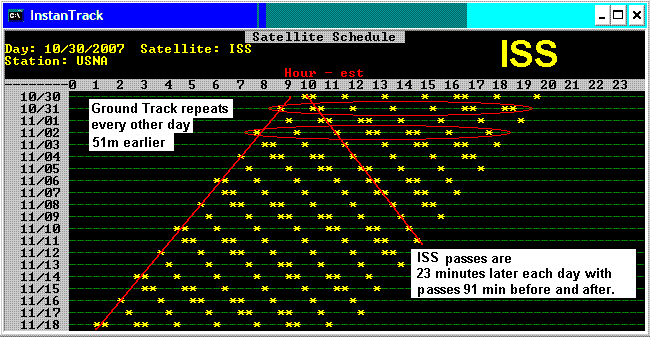 InstanTrack
Satellite Schedule
Day: 10/30/2007 Satellite: ISS
Station: USNA
ISS
Hour - est
0 1 2 3 4 5 6 7 8 9 10 11 12 13 14 15 16 17 18 19 20 21 22 23
10/30
10/31
11/01
11/02
11/03
11/04
11/05
11/06
11/07
11/08
11/09
11/10
11/11
11/12
11/13
11/14
11/15
11/16
11/17
11/18
Ground Track repeats
every other day
51m earlier
ISS passes are
23 minutes later each day with
passes 91 min before and after.